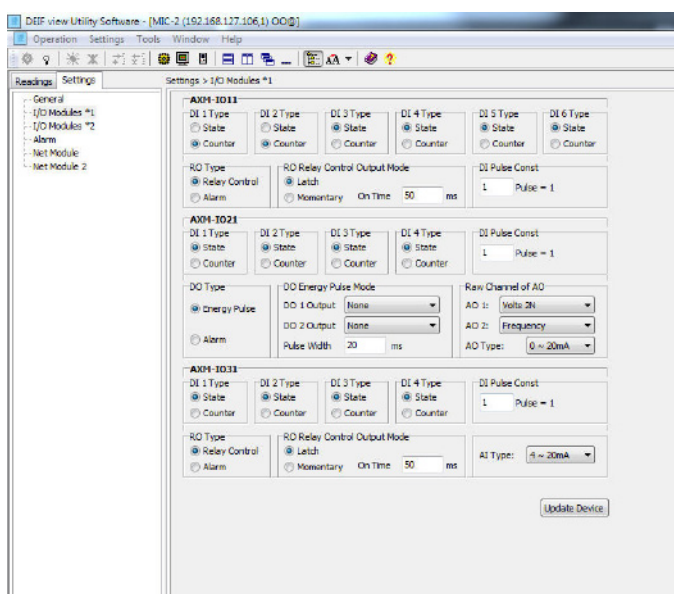 DEIF view Utility Software - [MIC-2 (192.168.127.106,1) OO@]
Operation Settings Tools Window Help
Readings Settings
Settings > I/O Modules *1
General
I/O Modules *1
I/O Modules *2
Alarm
Net Module
Net Module 2
AXM-IO11
DI 1 Type DI 2 Type DI 3 Type DI 4 Type DI 5 Type DI 6 Type
State State State State State State
Counter Counter Counter Counter Counter Counter
RO Type RO Relay Control Output Mode DI Pulse Const
Relay Control Latch 1 Pulse = 1
Alarm Momentary On Time 50 ms
AXM-IO21
DI 1 Type DI 2 Type DI 3 Type DI 4 Type DI Pulse Const
State State State State 1 Pulse = 1
Counter Counter Counter Counter
DO Type DO Energy Pulse Mode Raw Channel of AO
Energy Pulse DO 1 Output None AO 1: Volte 2N
DO 2 Output None AO 2: Frequency
Alarm Pulse Width 20 ms AO Type: 0 ~ 20mA
AXM-IO31
DI 1 Type DI 2 Type DI 3 Type DI 4 Type DI Pulse Const
State State State State 1 Pulse = 1
Counter Counter Counter Counter
RO Type RO Relay Control Output Mode
Relay Control Latch AI Type: 4 ~ 20mA
Alarm Momentary On Time 50 ms
Update Device